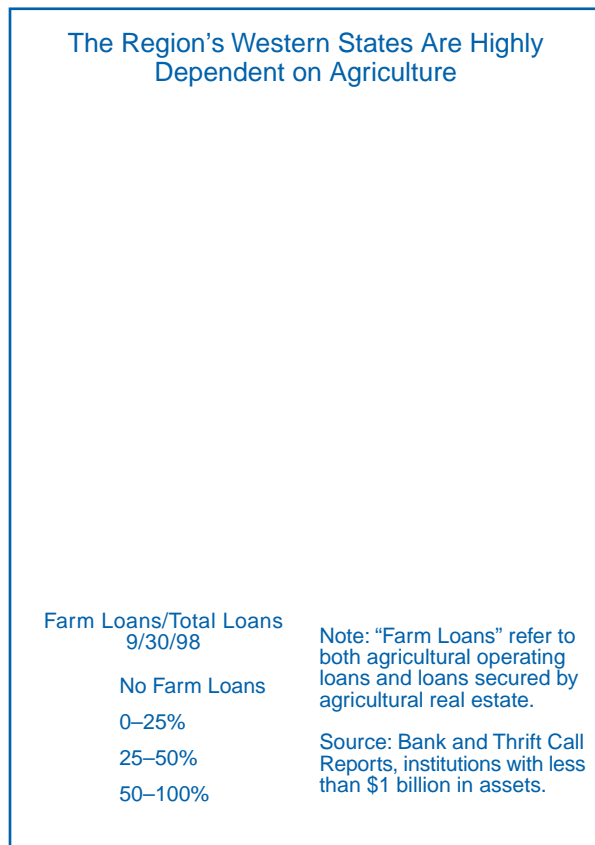 The Region’s Western States Are Highly
Dependent on Agriculture
Farm Loans/Total Loans
9/30/98
No Farm Loans
0–25%
25–50%
50–100%
Note: “Farm Loans” refer to
both agricultural operating
loans and loans secured by
agricultural real estate.
Source: Bank and Thrift Call
Reports, institutions with less
than $1 billion in assets.